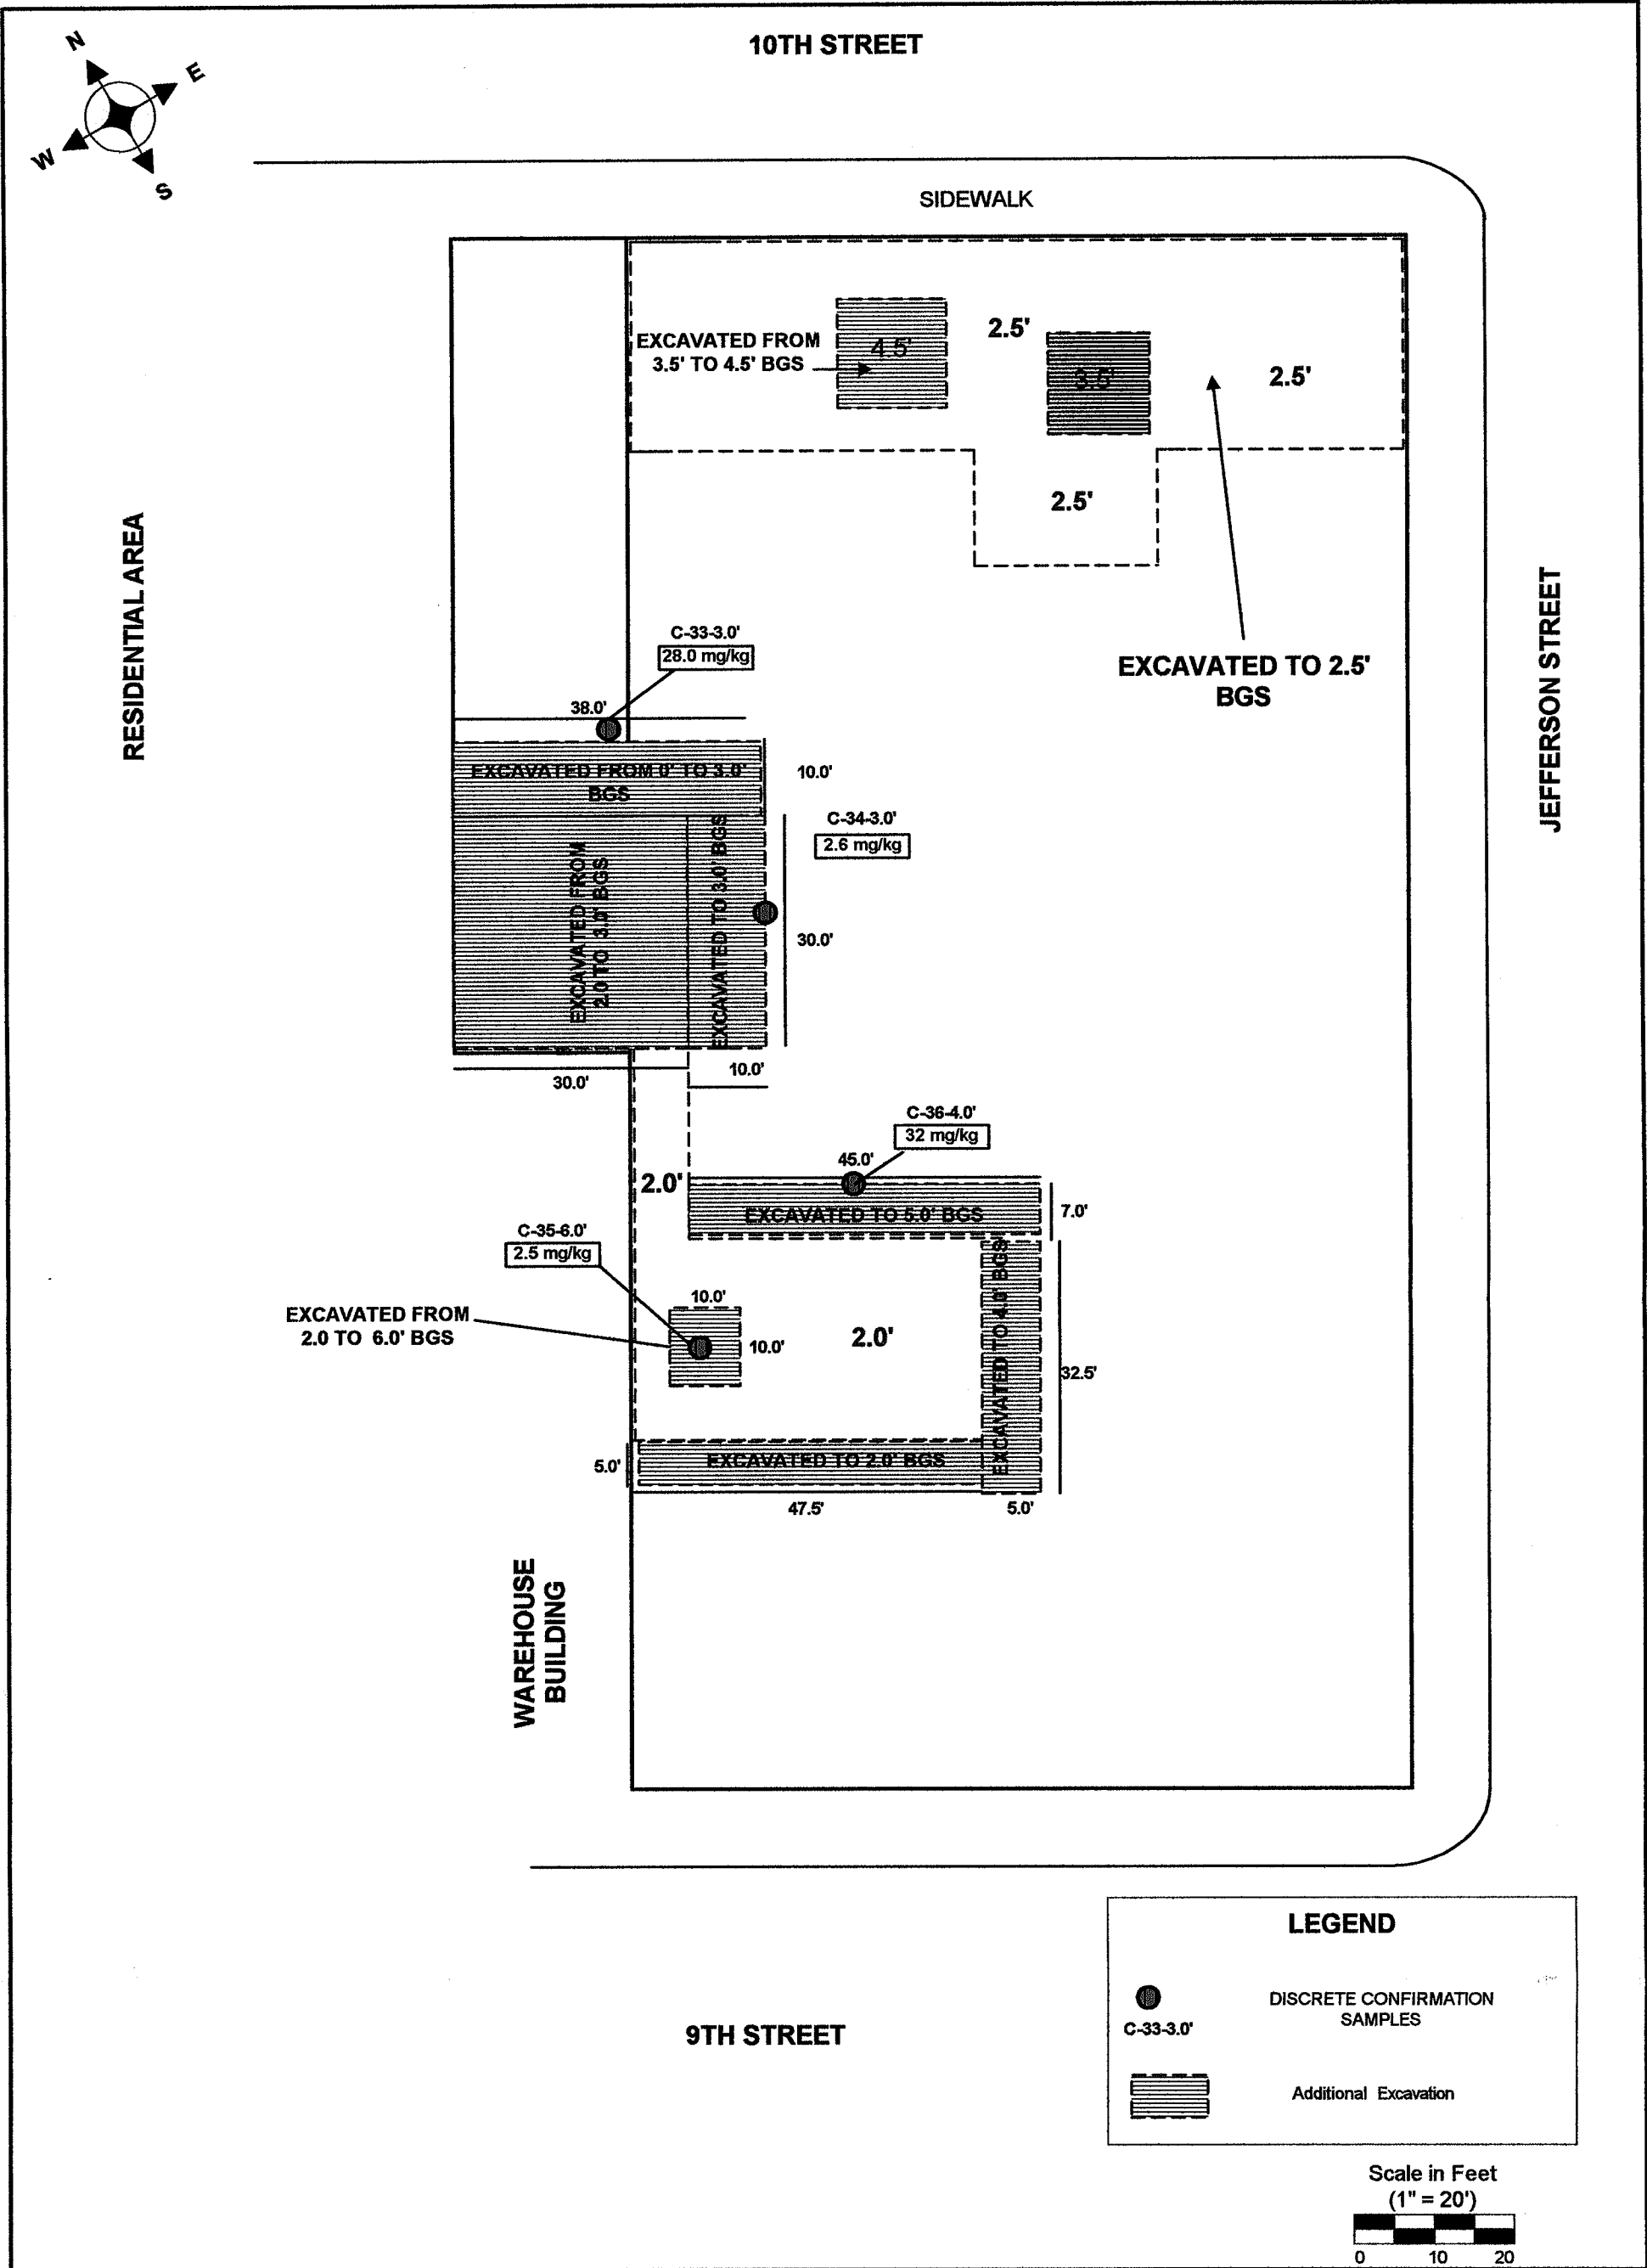 10TH STREET
N
E
W
S
SIDEWALK
EXCAVATED FROM
3.5' TO 4.5' BGS
4.5'
2.5'
3.5'
2.5'
2.5'
EXCAVATED TO 2.5'
BGS
RESIDENTIAL AREA
JEFFERSON STREET
C-33-3.0'
28.0 mg/kg
38.0'
EXCAVATED FROM 0' TO 3.0'
BGS
10.0'
C-34-3.0'
2.6 mg/kg
EXCAVATED FROM
2.0 TO 3.0' BGS
EXCAVATED TO 3.0' BGS
30.0'
30.0'
10.0'
C-36-4.0'
32 mg/kg
45.0'
2.0'
EXCAVATED TO 5.0' BGS
7.0'
C-35-6.0'
2.5 mg/kg
EXCAVATED FROM
2.0 TO 6.0' BGS
10.0'
10.0'
2.0'
EXCAVATED TO 4.0' BGS
32.5'
5.0'
EXCAVATED TO 2.0' BGS
47.5'
5.0'
WAREHOUSE
BUILDING
9TH STREET
LEGEND
C-33-3.0'
DISCRETE CONFIRMATION
SAMPLES
Additional Excavation
Scale in Feet
(1" = 20')
0 10 20